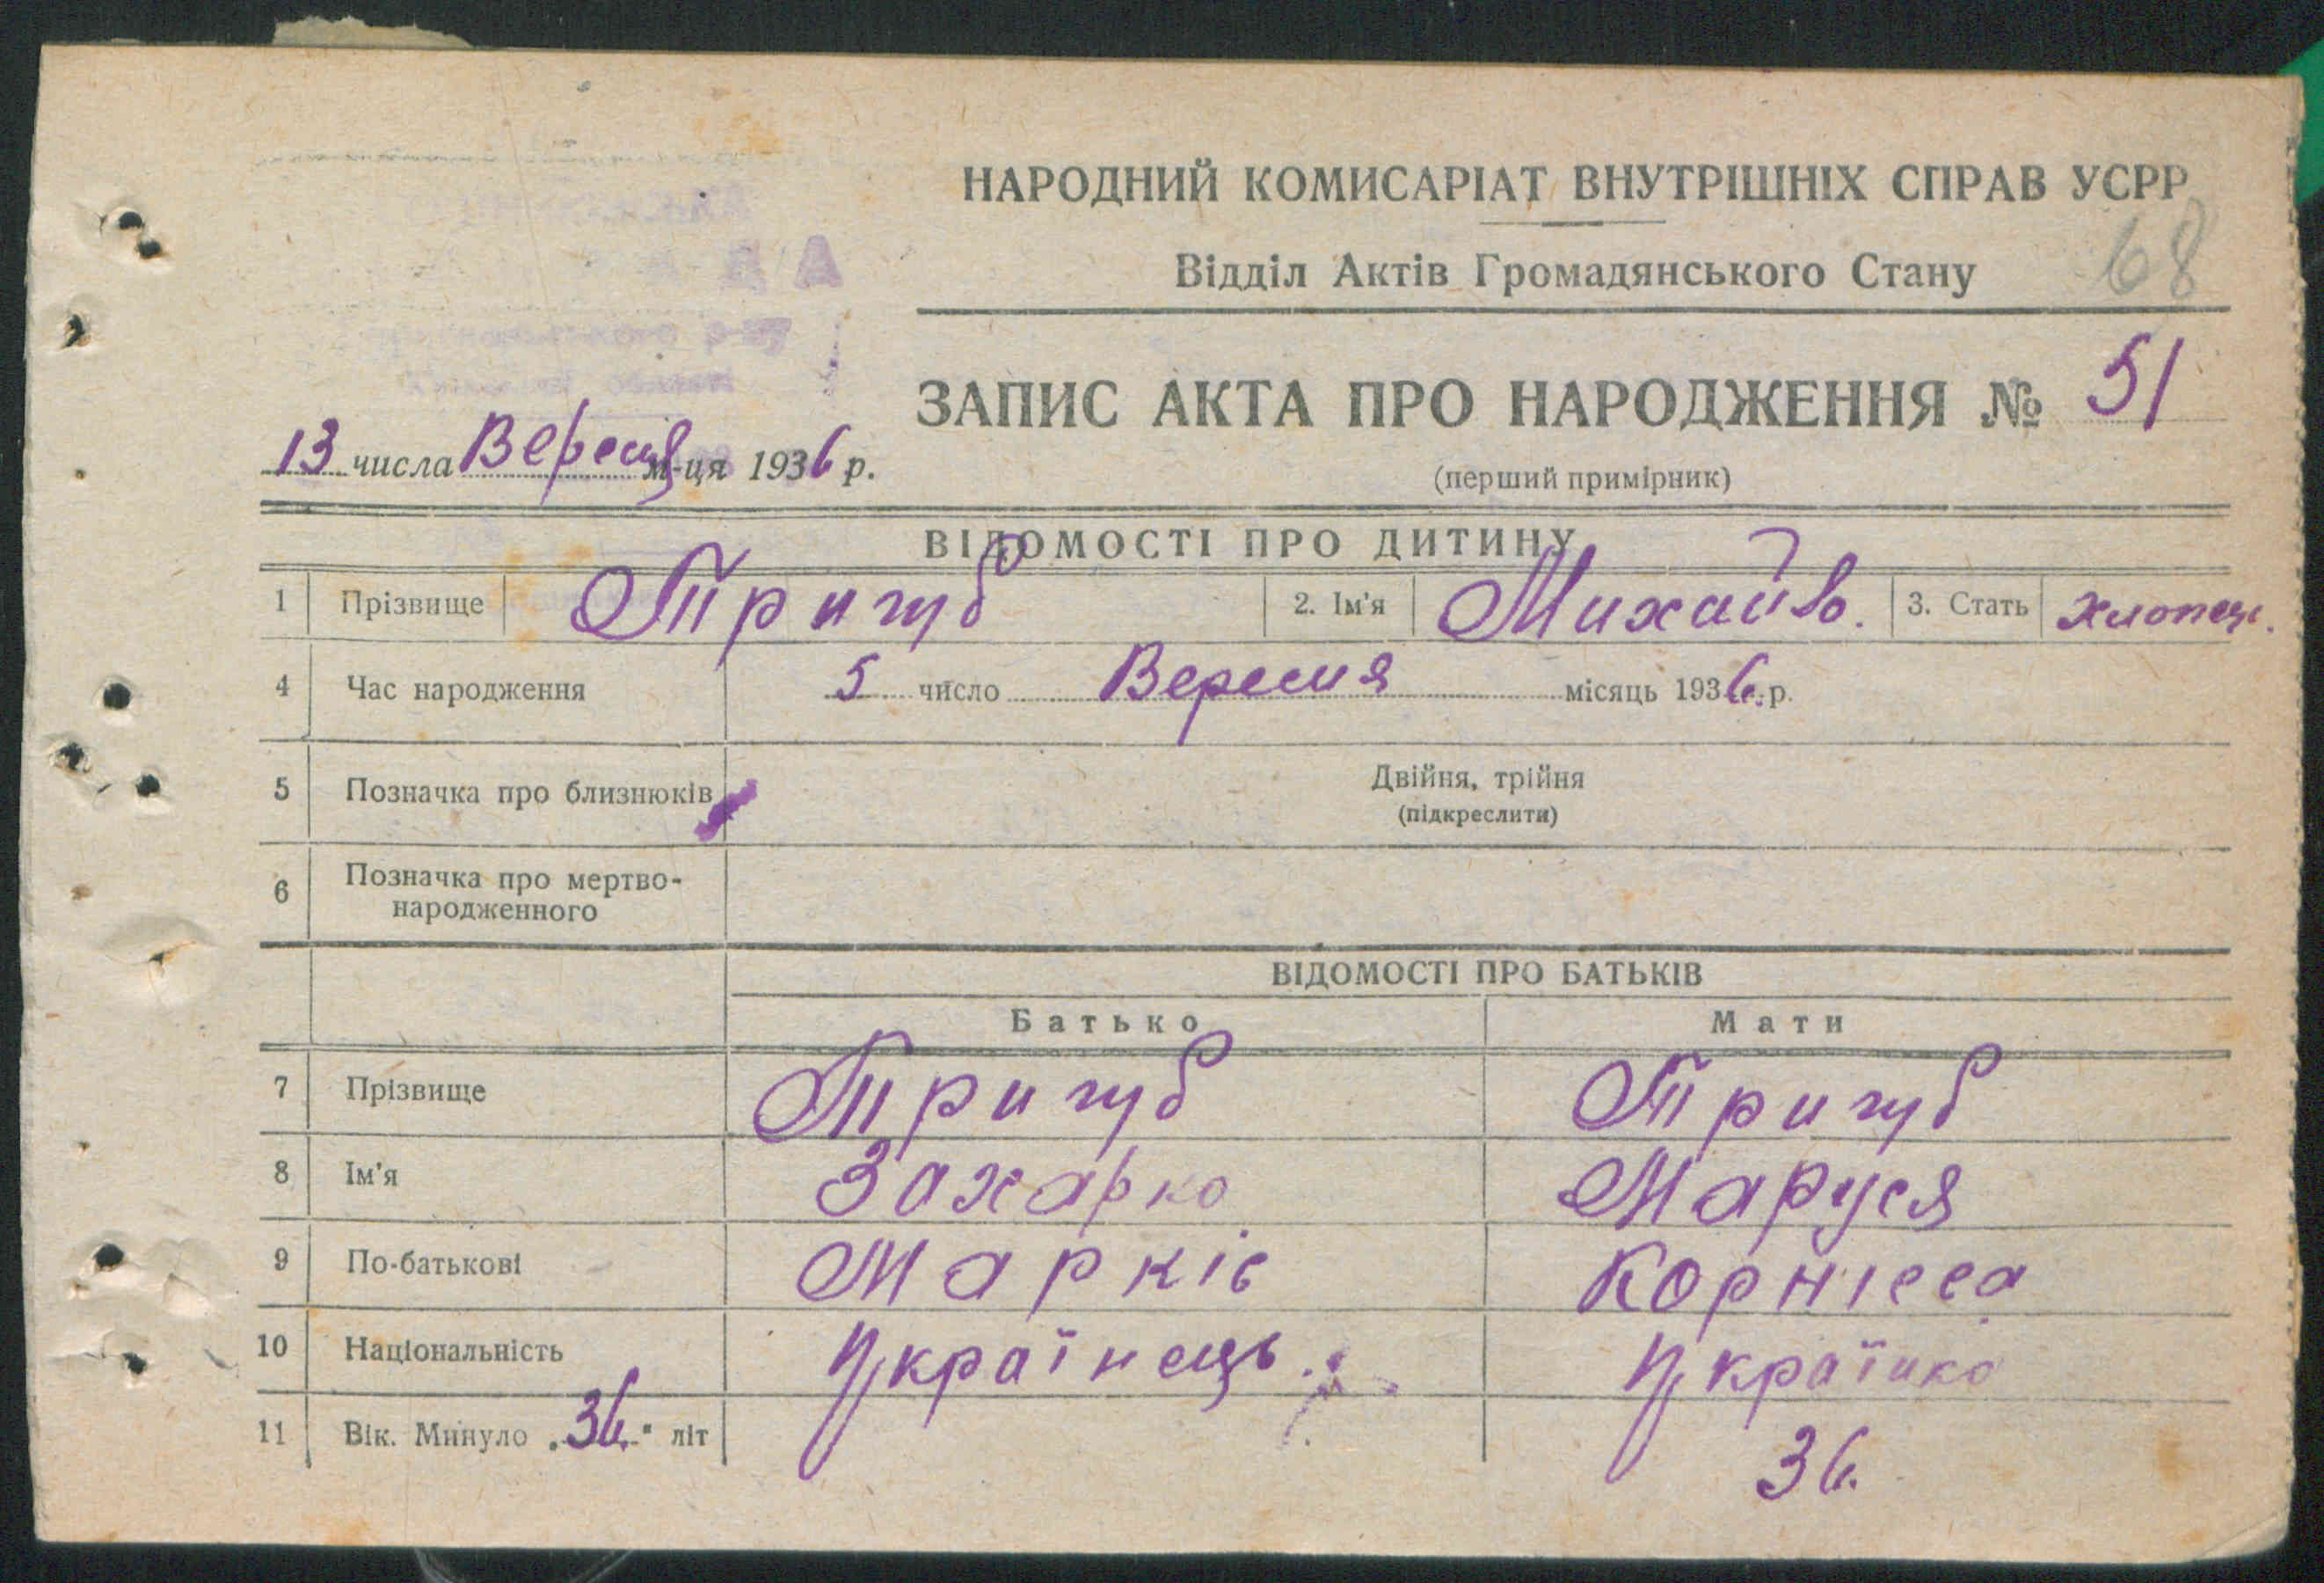 НАРОДНИЙ КОМИСАРІАТ ВНУТРІШНІХ СПРАВ УСРР
68
Відділ Актів Громадянського Стану
ЗАПИС АКТА ПРО НАРОДЖЕННЯ № 51
13 числа Вересня м-ця 1936 р.
(перший примірник)
ВІДОМОСТІ ПРО ДИТИНУ
1 Прізвище Тригуб 2. Ім'я Михайло. 3. Стать Хлопець.
4 Час народження 5 число Вересня місяць 1936 р.
5 Позначка про близнюків Двійня, трійня
(підкреслити)
6 Позначка про мертво-
народженного
ВІДОМОСТІ ПРО БАТЬКІВ
Батько Мати
7 Прізвище Тригуб Тригуб
8 Ім'я Захарко Маруся
9 По-батькові Марків Корнієва
10 Національність Українець. Українка
11 Вік. Минуло „36." літ 36.